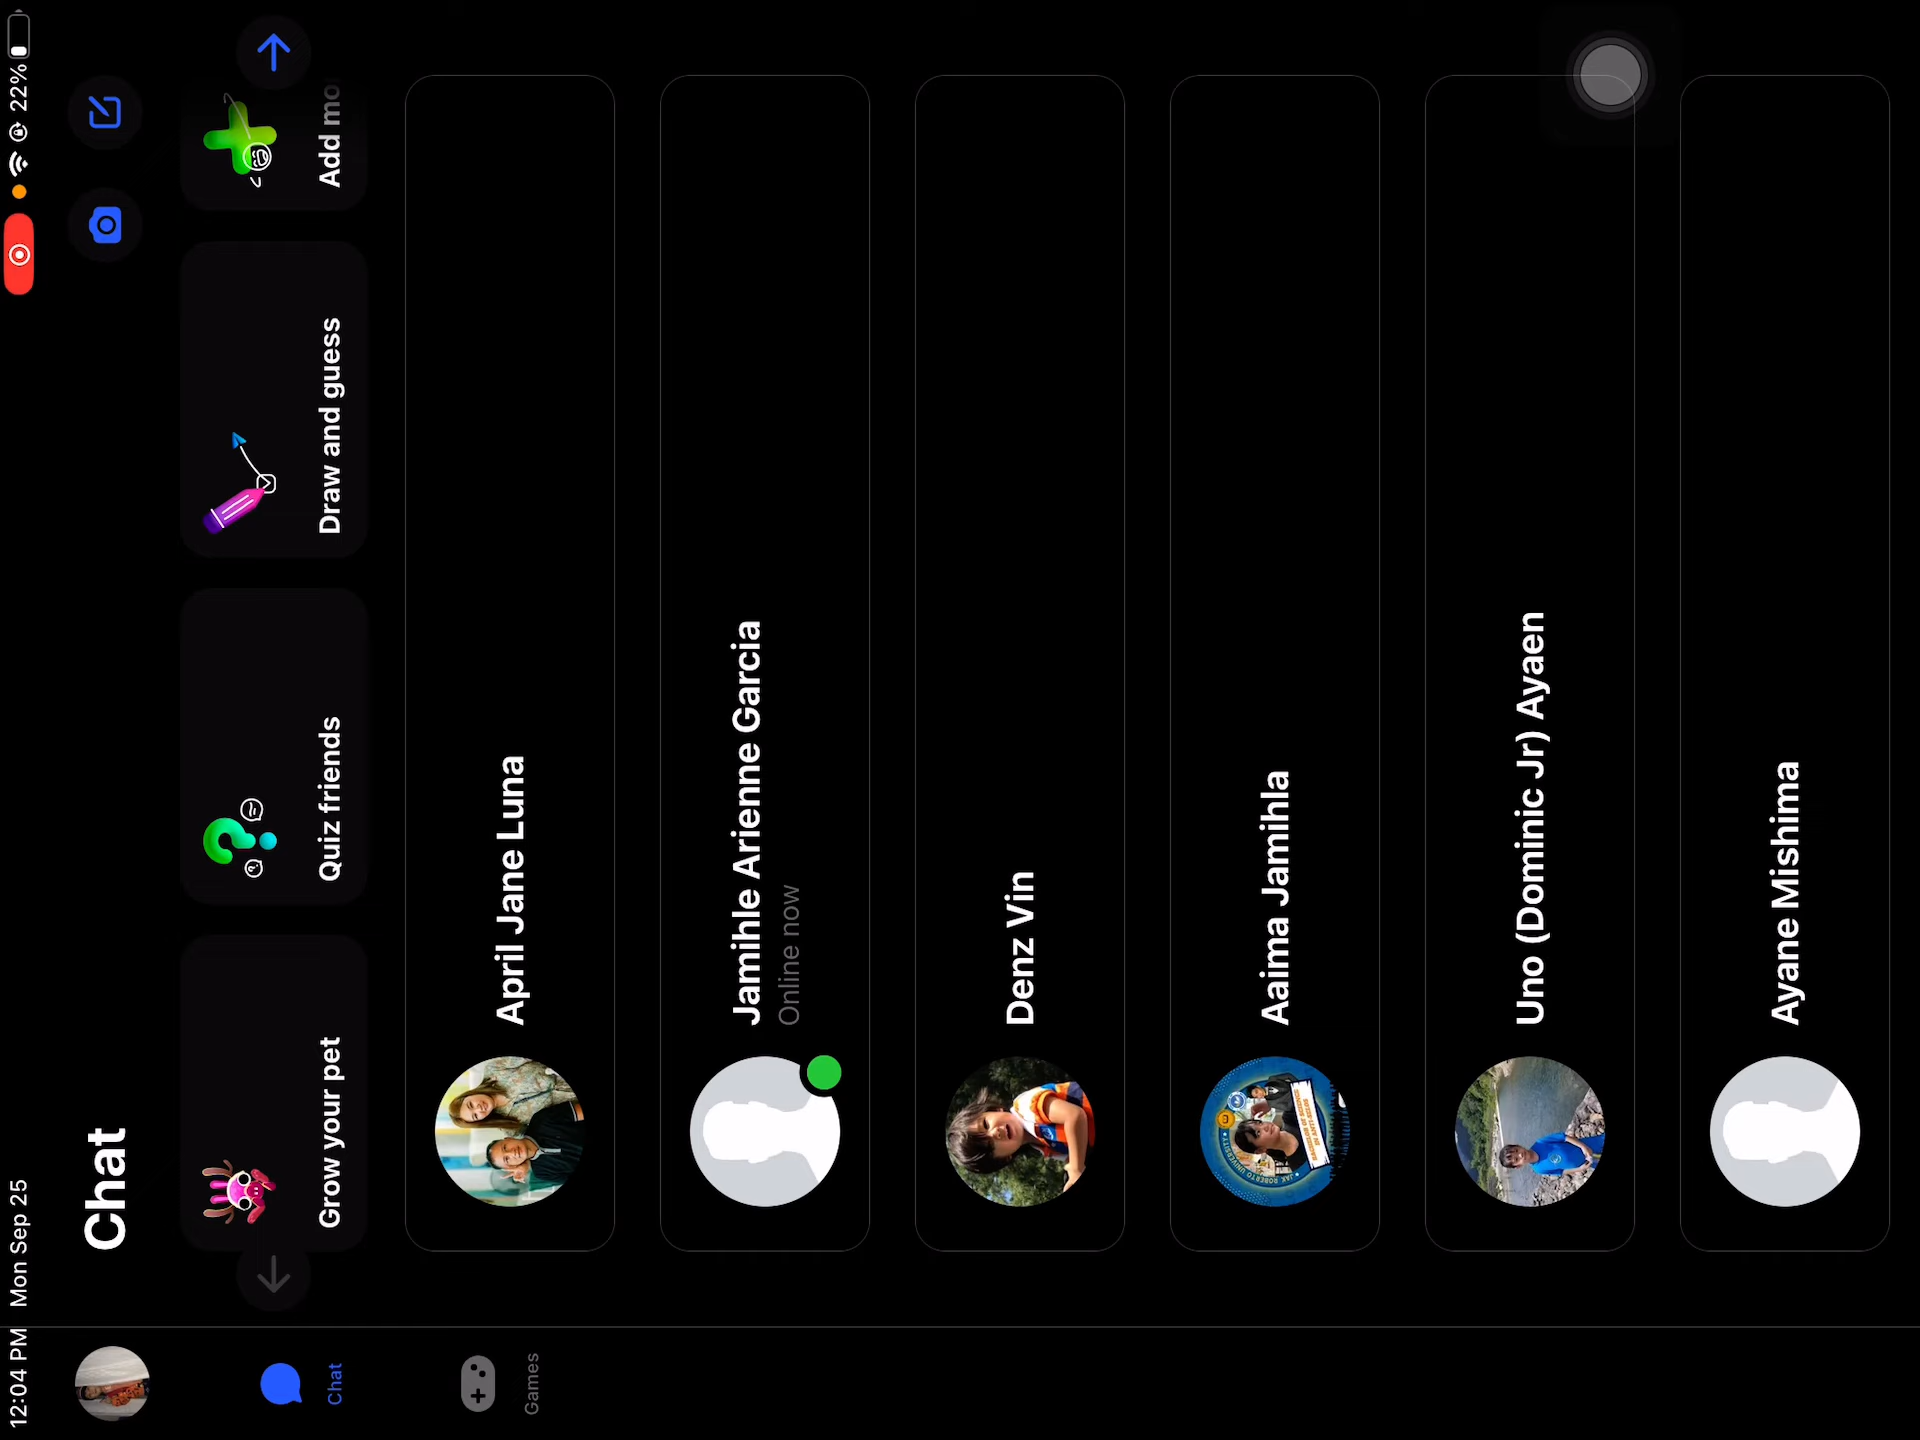 12:04 PM Mon Sep 25
22%
Chat
Grow your pet
Quiz friends
Draw and guess
Add mo
April Jane Luna
Jamihle Arienne Garcia
Online now
Denz Vin
Aaima Jamihla
Uno (Dominic Jr) Ayaen
Ayane Mishima
Chat
Games